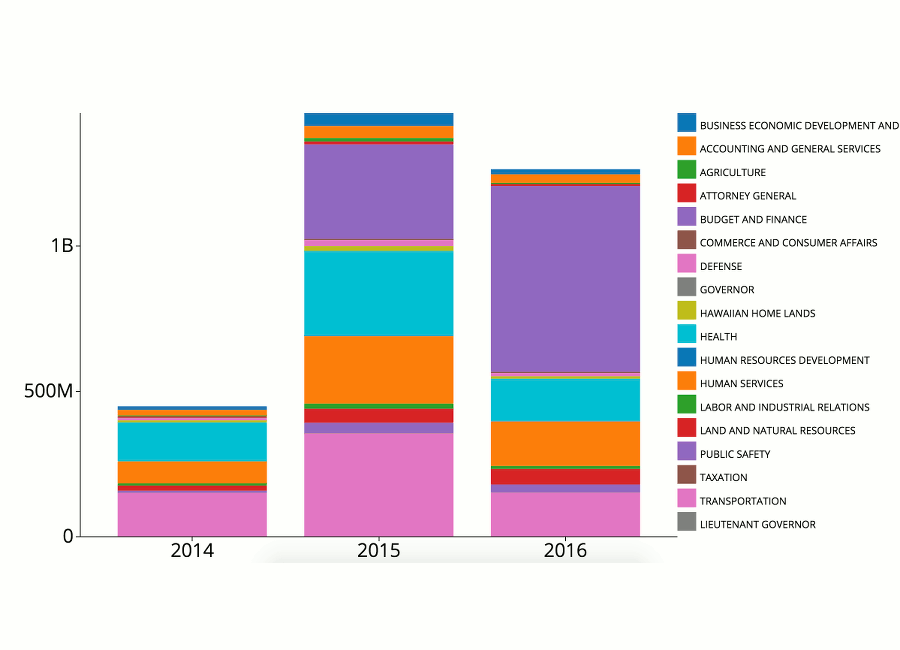 1B
500M
0
2014
2015
2016
BUSINESS ECONOMIC DEVELOPMENT AND
ACCOUNTING AND GENERAL SERVICES
AGRICULTURE
ATTORNEY GENERAL
BUDGET AND FINANCE
COMMERCE AND CONSUMER AFFAIRS
DEFENSE
GOVERNOR
HAWAIIAN HOME LANDS
HEALTH
HUMAN RESOURCES DEVELOPMENT
HUMAN SERVICES
LABOR AND INDUSTRIAL RELATIONS
LAND AND NATURAL RESOURCES
PUBLIC SAFETY
TAXATION
TRANSPORTATION
LIEUTENANT GOVERNOR